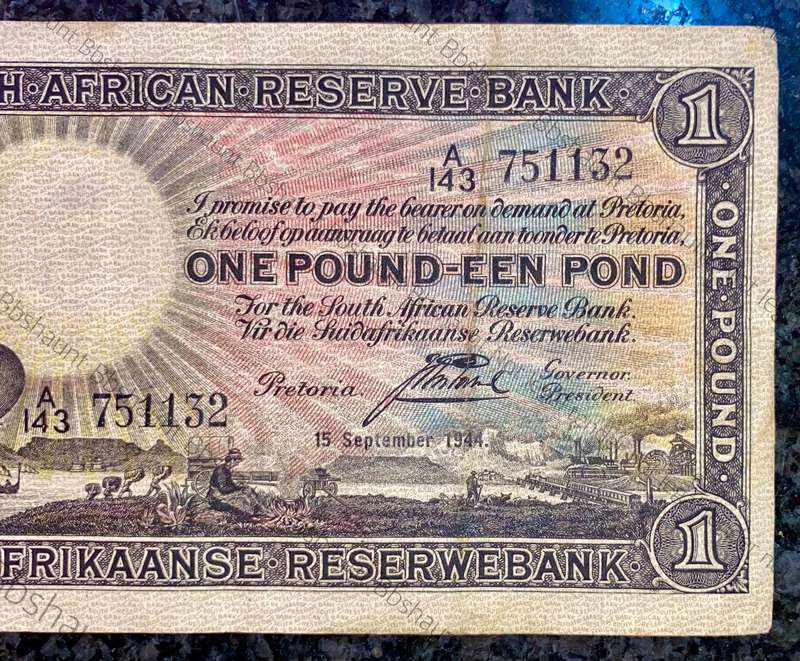 H·AFRICAN·RESERVE·BANK·
1
A
143 751132
I promise to pay the bearer on demand at Pretoria,
Ek beloof op aanvraag te betaal aan toonder te Pretoria,
ONE POUND-EEN POND
For the South African Reserve Bank.
Vir die Suidafrikaanse Reserwebank.
Pretoria.
Governor.
President.
A
143 751132
15 September 1944.
·ONE·POUND·
FRIKAANSE·RESERWEBANK·
1
Bbshaunt